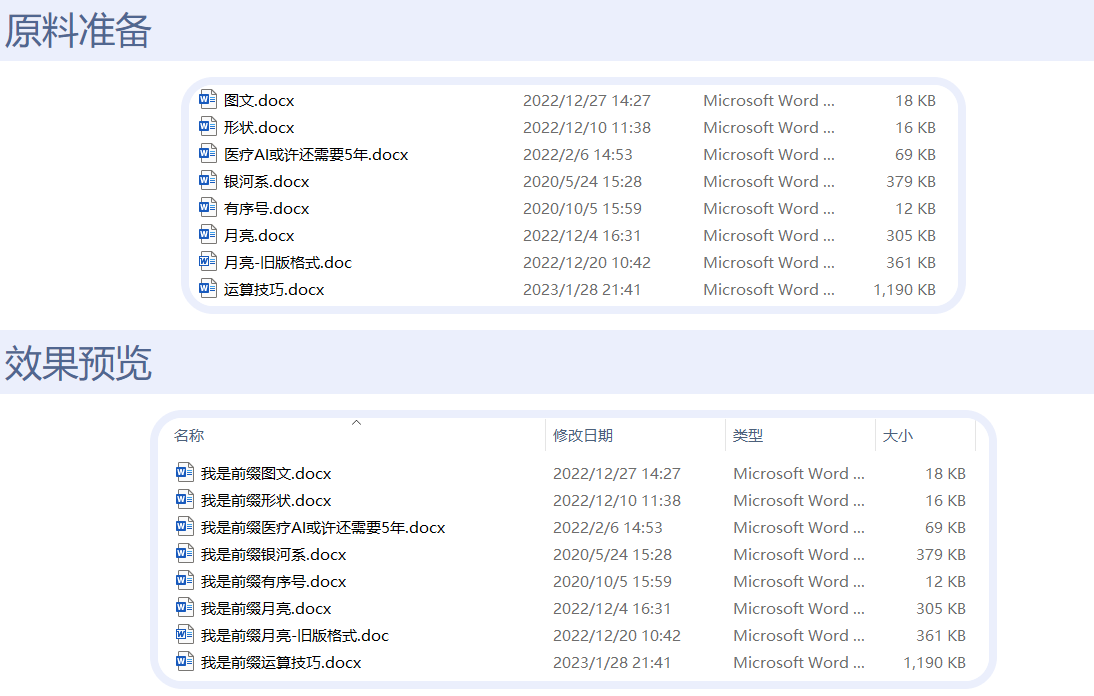 原料准备
图文.docx 2022/12/27 14:27 Microsoft Word ... 18 KB
形状.docx 2022/12/10 11:38 Microsoft Word ... 16 KB
医疗AI或许还需要5年.docx 2022/2/6 14:53 Microsoft Word ... 69 KB
银河系.docx 2020/5/24 15:28 Microsoft Word ... 379 KB
有序号.docx 2020/10/5 15:59 Microsoft Word ... 12 KB
月亮.docx 2022/12/4 16:31 Microsoft Word ... 305 KB
月亮-旧版格式.doc 2022/12/20 10:42 Microsoft Word ... 361 KB
运算技巧.docx 2023/1/28 21:41 Microsoft Word ... 1,190 KB
效果预览
名称 修改日期 类型 大小
我是前缀图文.docx 2022/12/27 14:27 Microsoft Word ... 18 KB
我是前缀形状.docx 2022/12/10 11:38 Microsoft Word ... 16 KB
我是前缀医疗AI或许还需要5年.docx 2022/2/6 14:53 Microsoft Word ... 69 KB
我是前缀银河系.docx 2020/5/24 15:28 Microsoft Word ... 379 KB
我是前缀有序号.docx 2020/10/5 15:59 Microsoft Word ... 12 KB
我是前缀月亮.docx 2022/12/4 16:31 Microsoft Word ... 305 KB
我是前缀月亮-旧版格式.doc 2022/12/20 10:42 Microsoft Word ... 361 KB
我是前缀运算技巧.docx 2023/1/28 21:41 Microsoft Word ... 1,190 KB